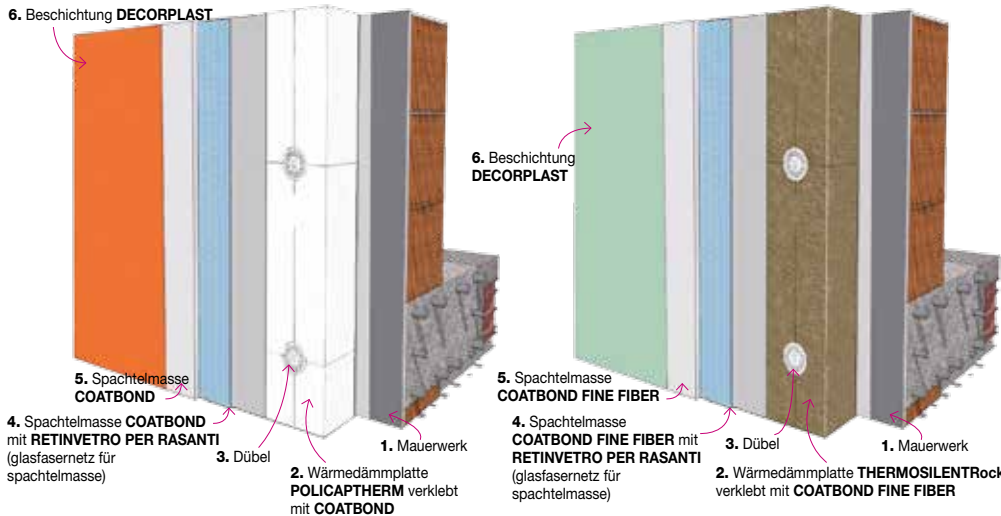 6. Beschichtung DECORPLAST
5. Spachtelmasse
COATBOND
4. Spachtelmasse COATBOND
mit RETINVETRO PER RASANTI
(glasfasernetz für
spachtelmasse)
3. Dübel
2. Wärmedämmplatte
POLICAPTHERM verklebt
mit COATBOND
1. Mauerwerk
6. Beschichtung
DECORPLAST
5. Spachtelmasse
COATBOND FINE FIBER
4. Spachtelmasse
COATBOND FINE FIBER mit
RETINVETRO PER RASANTI
(glasfasernetz für
spachtelmasse)
3. Dübel
1. Mauerwerk
2. Wärmedämmplatte THERMOSILENTRock
verklebt mit COATBOND FINE FIBER